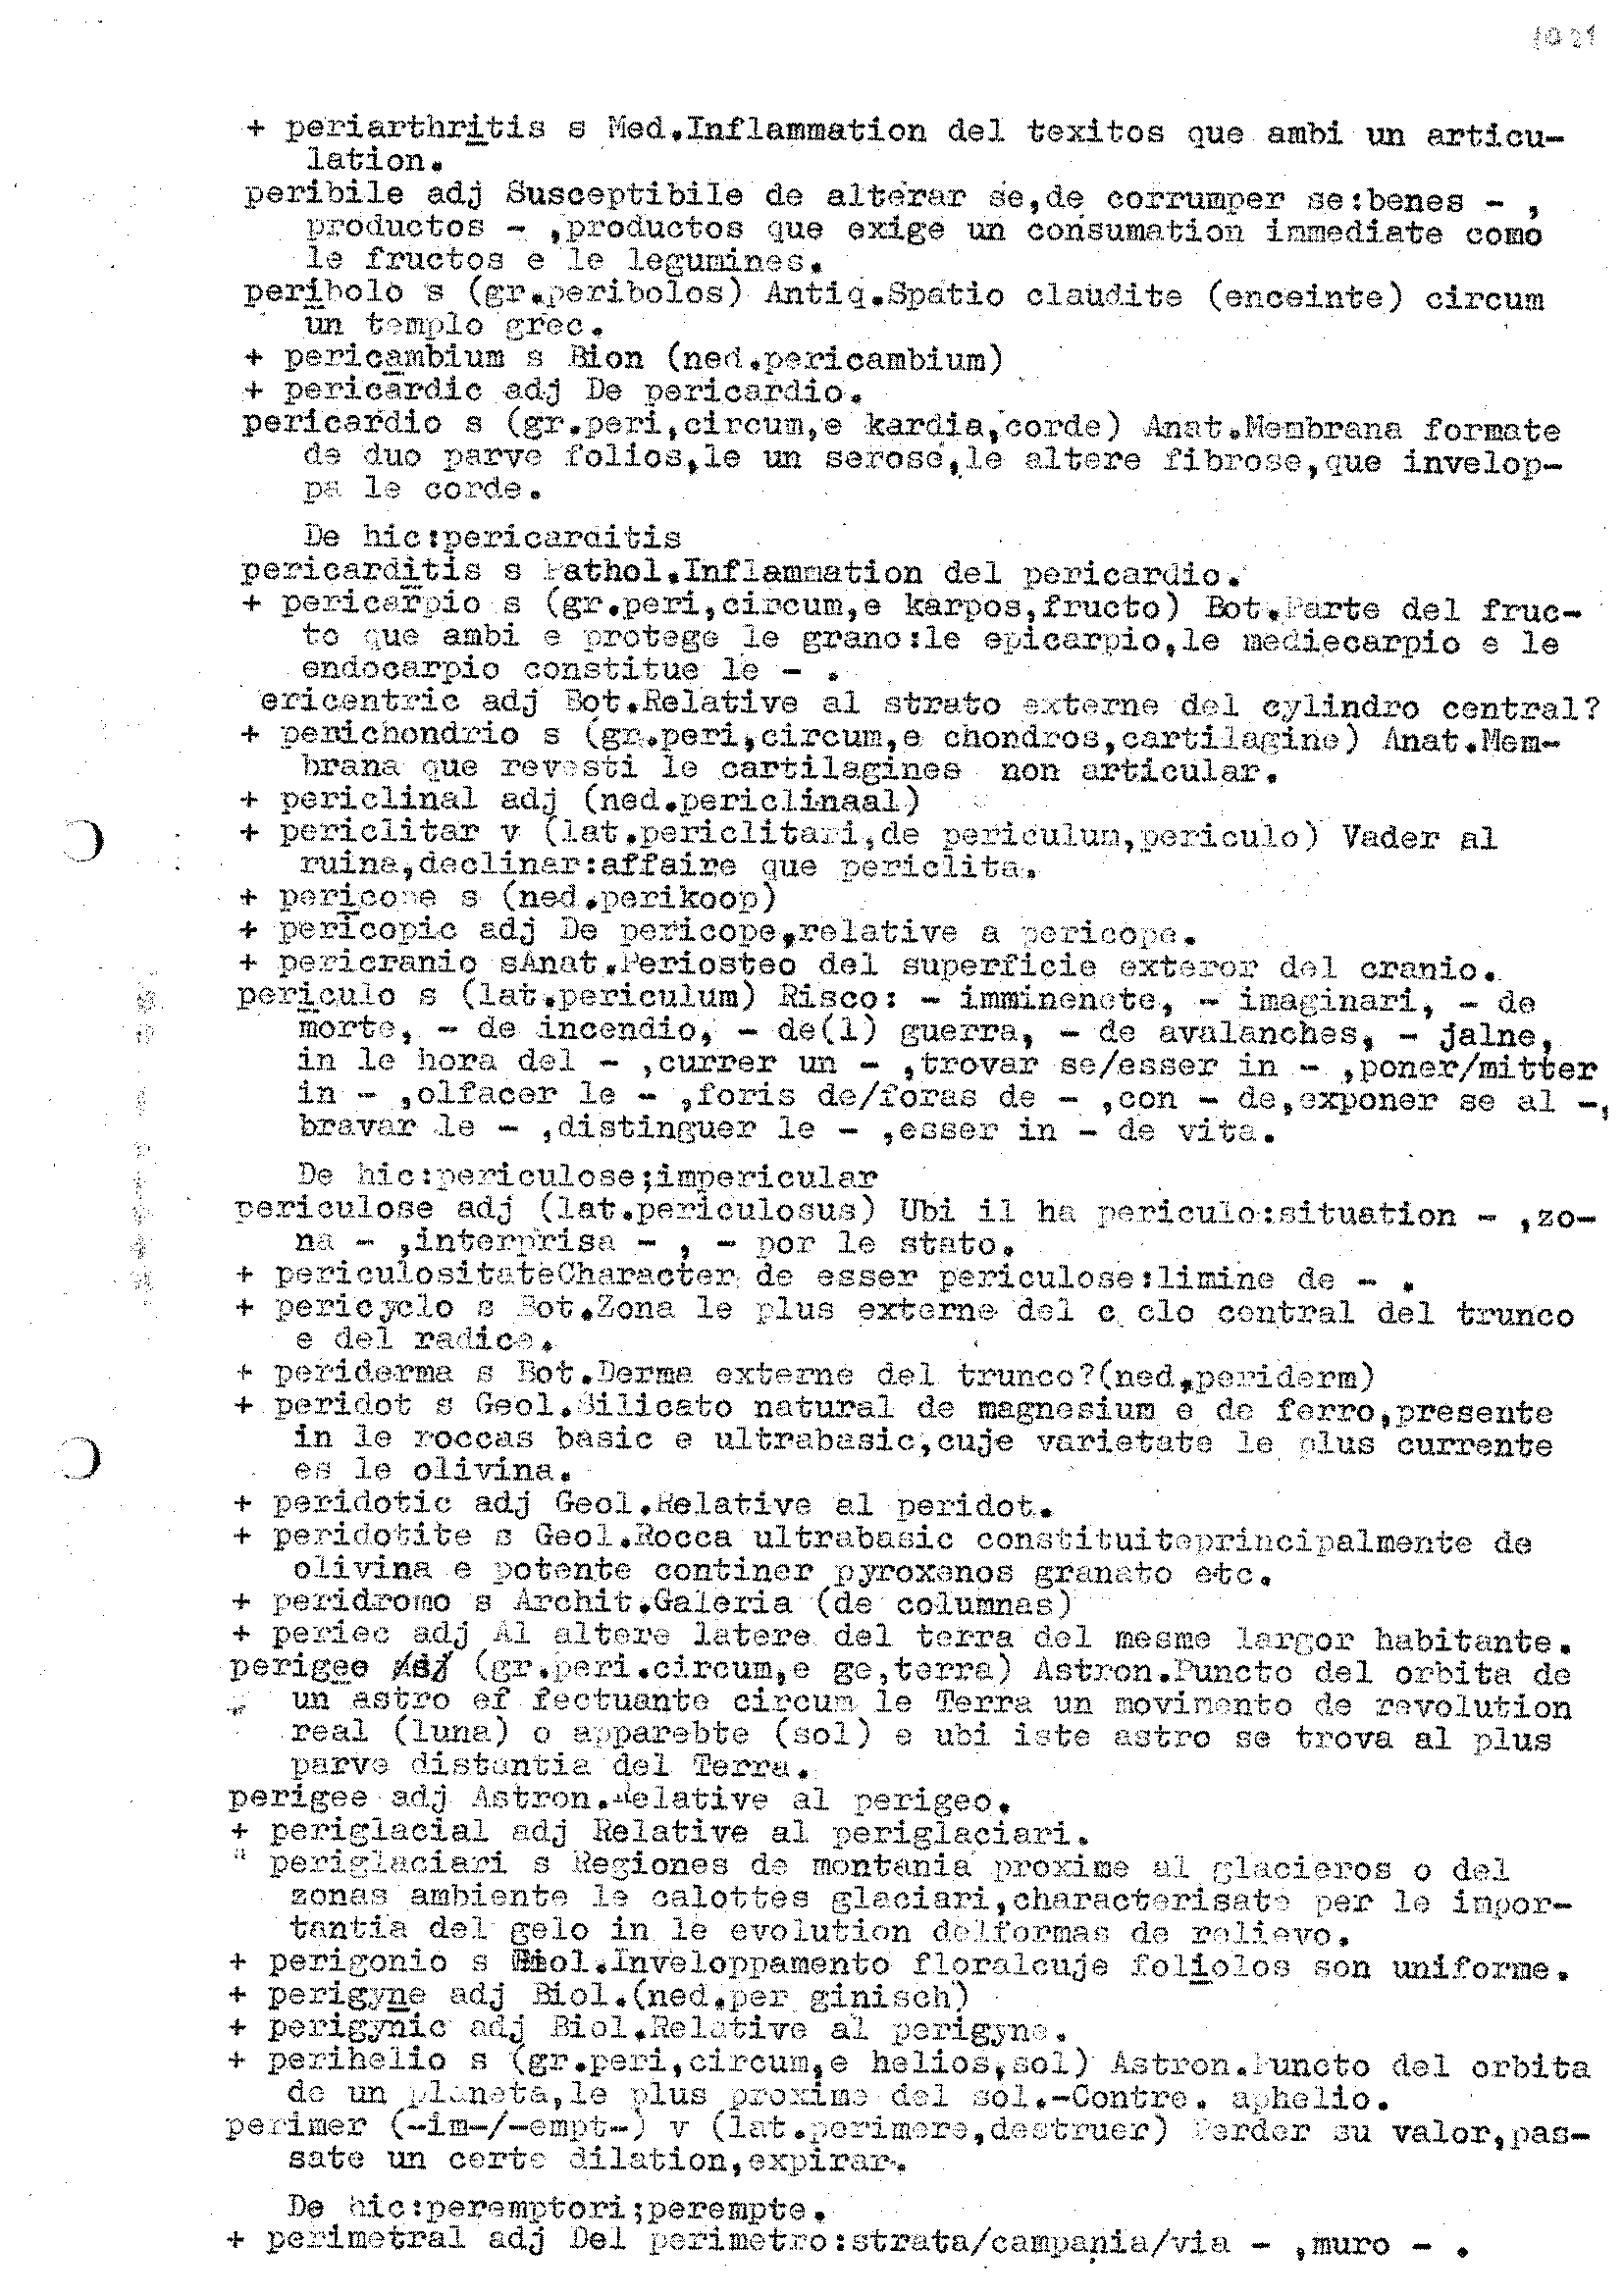 1021
+ periarthritis s Med.Inflammation del texitos que ambi un articu-
lation.
peribile adj Susceptibile de alterar se,de corrumper se:benes - ,
productos - ,productos que exige un consumation immediate como
le fructos e le legumines.
peribolo s (gr.peribolos) Antiq.Spatio claudite (enceinte) circum
un templo grec.
+ pericambium s Bion (ned.pericambium)
+ pericardic adj De pericardio.
pericardio s (gr.peri,circum,e kardia,corde) Anat.Membrana formate
de duo parve folios,le un serose,le altere fibrose,que invelop-
pa le corde.
De hic:pericarditis
pericarditis s Pathol.Inflammation del pericardio.
+ pericarpio s (gr.peri,circum,e karpos,fructo) Bot.Parte del fruc-
to que ambi e protege le grano:le epicarpio,le mediecarpio e le
endocarpio constitue le - .
ericentric adj Bot.Relative al strato externe del cylindro central?
+ perichondrio s (gr.peri,circum,e chondros,cartilagine) Anat.Mem-
brana que revesti le cartilagines non articular.
+ periclinal adj (ned.periclinaal)
+ periclitar v (lat.periclitari,de periculum,periculo) Vader al
ruina,declinar:affaire que periclita.
+ pericope s (ned.perikoop)
+ pericopic adj De pericope,relative a pericope.
+ pericranio sAnat.Periosteo del superficie exteror del cranio.
periculo s (lat.periculum) Risco: - imminenete, - imaginari, - de
morte, - de incendio, - de(l) guerra, - de avalanches, - jalne,
in le hora del - ,currer un - ,trovar se/esser in - ,poner/mitter
in - ,olfacer le - ,foris de/foras de - ,con - de,exponer se al -,
bravar le - ,distinguer le - ,esser in - de vita.
De hic:periculose;impericular
periculose adj (lat.periculosus) Ubi il ha periculo:situation - ,zo-
na - ,interprisa - , - por le stato.
+ periculositateCharacter de esser periculose:limine de - .
+ pericyclo s Bot.Zona le plus externe del c clo central del trunco
e del radice.
+ periderma s Bot.Derma externe del trunco?(ned.periderm)
+ peridot s Geol.Silicato natural de magnesium e de ferro,presente
in le roccas basic e ultrabasic,cuje varietate le plus currente
es le olivina.
+ peridotic adj Geol.Relative al peridot.
+ peridotite s Geol.Rocca ultrabasic constituiteprincipalmente de
olivina e potente continer pyroxenos granato etc.
+ peridromo s Archit.Galeria (de columnas)
+ periec adj Al altere latere del terra del mesme largor habitante.
perigeo (gr.peri.circum,e ge,terra) Astron.Puncto del orbita de
un astro ef fectuante circum le Terra un movimento de revolution
real (luna) o apparebte (sol) e ubi iste astro se trova al plus
parve distantia del Terra.
perigee adj Astron.Relative al perigeo.
+ periglacial adj Relative al periglaciari.
" periglaciari s Regiones de montania proxime al glacieros o del
zonas ambiente le calottes glaciari,characterisate per le impor-
tantia del gelo in le evolution delformas de relievo.
+ perigonio s Biol.Inveloppamento floralcuje foliolos son uniforme.
+ perigyne adj Biol.(ned.per ginisch)
+ perigynic adj Biol.Relative al perigyne.
+ perihelio s (gr.peri,circum,e helios,sol) Astron.Puncto del orbita
de un planeta,le plus proxime del sol.-Contre. aphelio.
perimer (-im-/-empt-) v (lat.perimere,destruer) Perder su valor,pas-
sate un certe dilation,expirar.
De hic:peremptori;perempte.
+ perimetral adj Del perimetro:strata/campania/via - ,muro - .